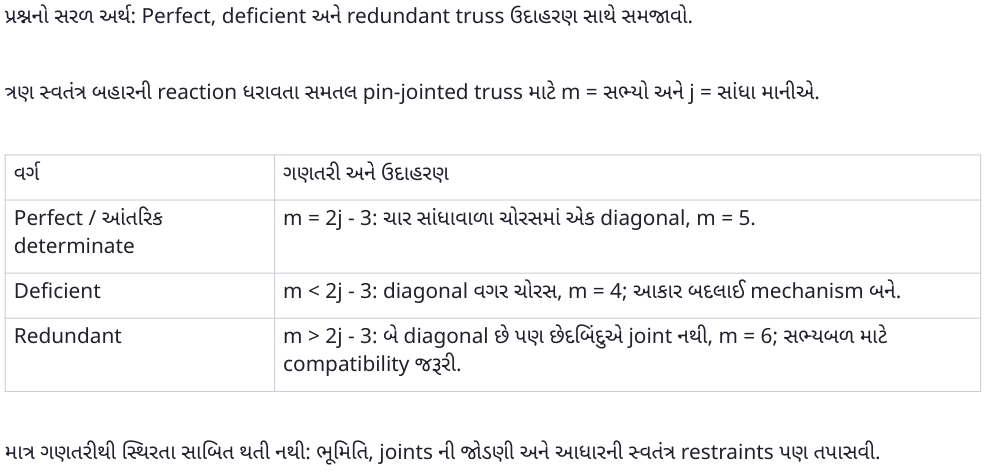 પ્રશ્નનો સરળ અર્થ: Perfect, deficient અને redundant truss ઉદાહરણ સાથે સમજાવો.
ત્રણ સ્વતંત્ર બહારની reaction ધરાવતા સમતલ pin-jointed truss માટે m = સભ્યો અને j = સાંધા માનીએ.
વર્ગ
ગણતરી અને ઉદાહરણ
Perfect / આંતરિક
determinate
m = 2j - 3: ચાર સાંધાવાળા ચોરસમાં એક diagonal, m = 5.
Deficient
m < 2j - 3: diagonal વગર ચોરસ, m = 4; આકાર બદલાઈ mechanism બને.
Redundant
m > 2j - 3: બે diagonal છે પણ છેદબિંદુએ joint નથી, m = 6; સભ્યબળ માટે
compatibility જરૂરી.
માત્ર ગણતરીથી સ્થિરતા સાબિત થતી નથી: ભૂમિતિ, joints ની જોડણી અને આધારની સ્વતંત્ર restraints પણ તપાસવી.